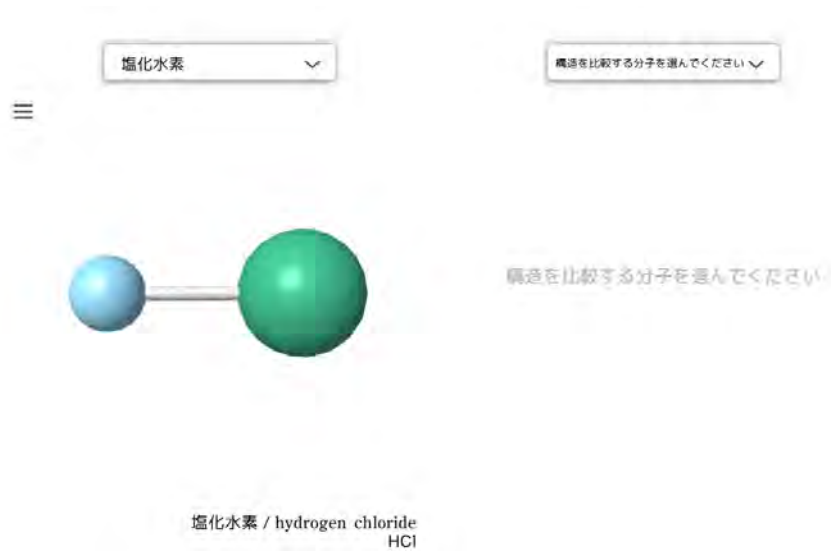 塩化水素
構造を比較する分子を選んでください
構造を比較する分子を選んでください
塩化水素 / hydrogen chloride
HCl